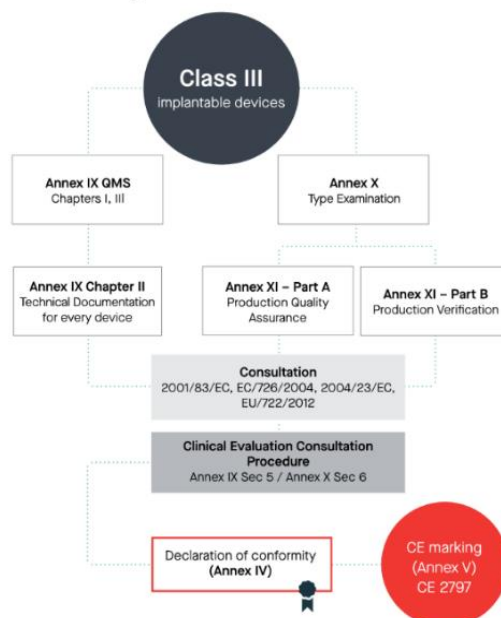 Class III
implantable devices
Annex IX QMS
Chapters I, III
Annex X
Type Examination
Annex IX Chapter II
Technical Documentation
for every device
Annex XI – Part A
Production Quality
Assurance
Annex XI – Part B
Production Verification
Consultation
2001/83/EC, EC/726/2004, 2004/23/EC,
EU/722/2012
Clinical Evaluation Consultation
Procedure
Annex IX Sec 5 / Annex X Sec 6
Declaration of conformity
(Annex IV)
CE marking
(Annex V)
CE 2797